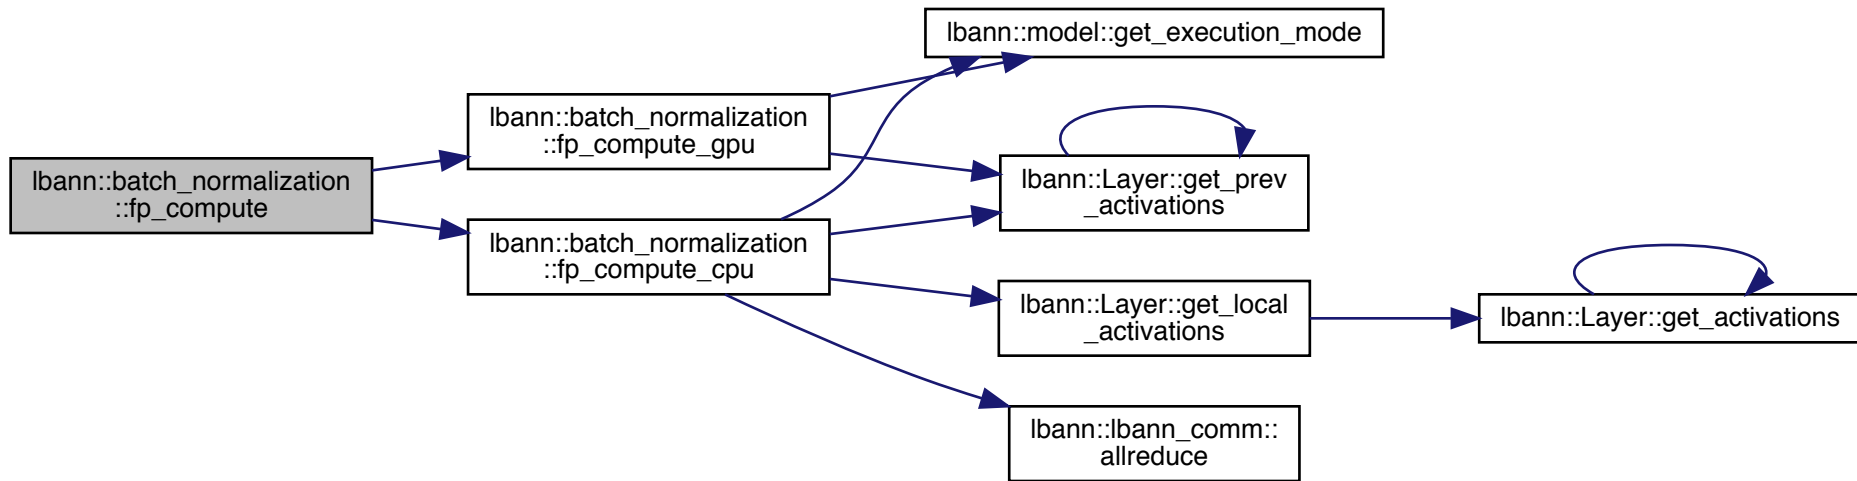 lbann::batch_normalization
::fp_compute
lbann::batch_normalization
::fp_compute_gpu
lbann::batch_normalization
::fp_compute_cpu
lbann::model::get_execution_mode
lbann::Layer::get_prev
_activations
lbann::Layer::get_local
_activations
lbann::lbann_comm::
allreduce
lbann::Layer::get_activations